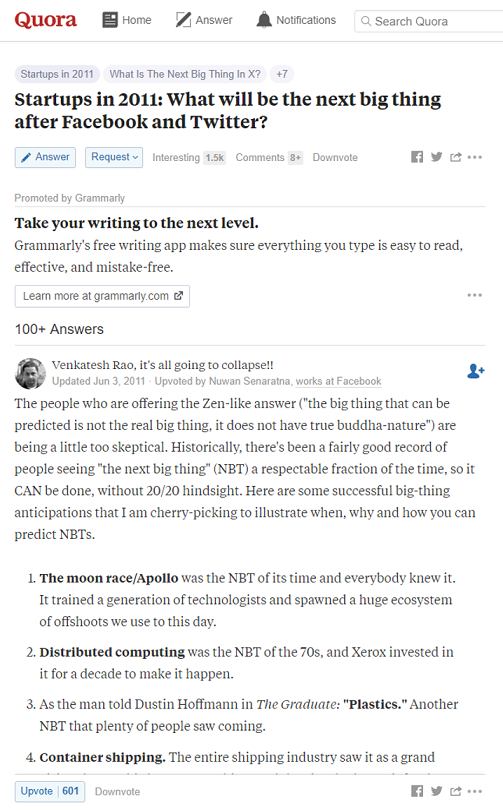 Quora
Home
Answer
Notifications
Search Quora
Startups in 2011
What Is The Next Big Thing In X?
+7
Startups in 2011: What will be the next big thing
after Facebook and Twitter?
Answer
Request
Interesting 1.5k
Comments 8+
Downvote
Promoted by Grammarly
Take your writing to the next level.
Grammarly's free writing app makes sure everything you type is easy to read,
effective, and mistake-free.
Learn more at grammarly.com
100+ Answers
Venkatesh Rao, it's all going to collapse!!
Updated Jun 3, 2011 · Upvoted by Nuwan Senaratna, works at Facebook
The people who are offering the Zen-like answer ("the big thing that can be
predicted is not the real big thing, it does not have true buddha-nature") are
being a little too skeptical. Historically, there's been a fairly good record of
people seeing "the next big thing" (NBT) a respectable fraction of the time, so it
CAN be done, without 20/20 hindsight. Here are some successful big-thing
anticipations that I am cherry-picking to illustrate when, why and how you can
predict NBTs.
1. The moon race/Apollo was the NBT of its time and everybody knew it.
It trained a generation of technologists and spawned a huge ecosystem
of offshoots we use to this day.
2. Distributed computing was the NBT of the 70s, and Xerox invested in
it for a decade to make it happen.
3. As the man told Dustin Hoffmann in The Graduate: "Plastics." Another
NBT that plenty of people saw coming.
4. Container shipping. The entire shipping industry saw it as a grand
Upvote | 601
Downvote